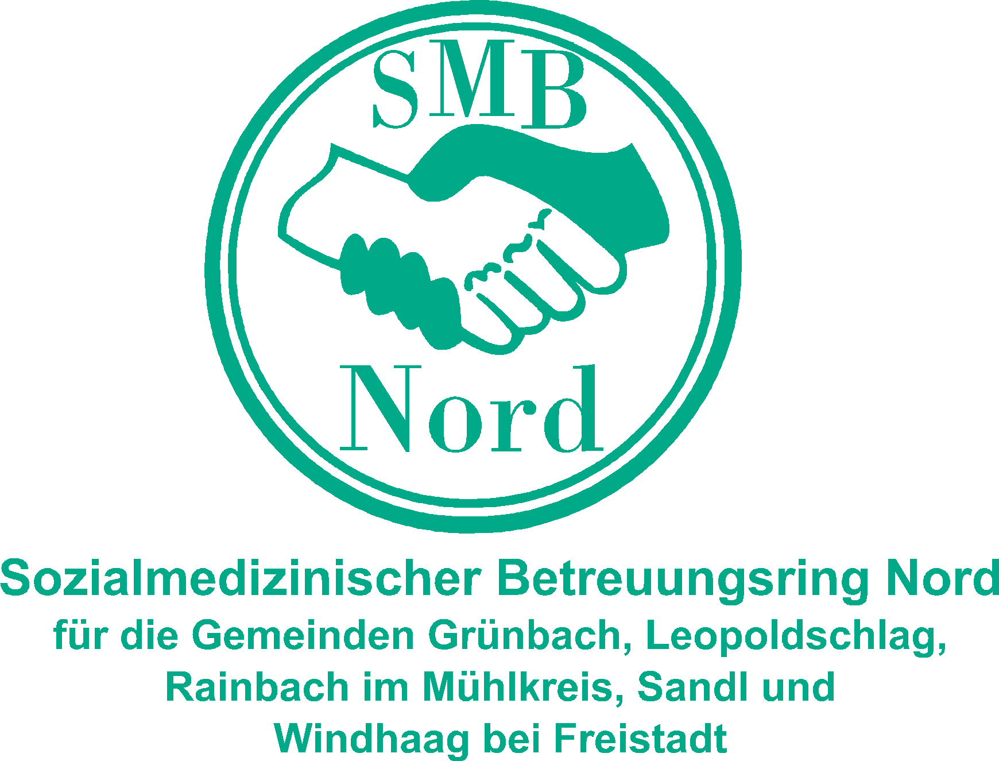 SMB
Nord
Sozialmedizinischer Betreuungsring Nord
für die Gemeinden Grünbach, Leopoldschlag,
Rainbach im Mühlkreis, Sandl und
Windhaag bei Freistadt